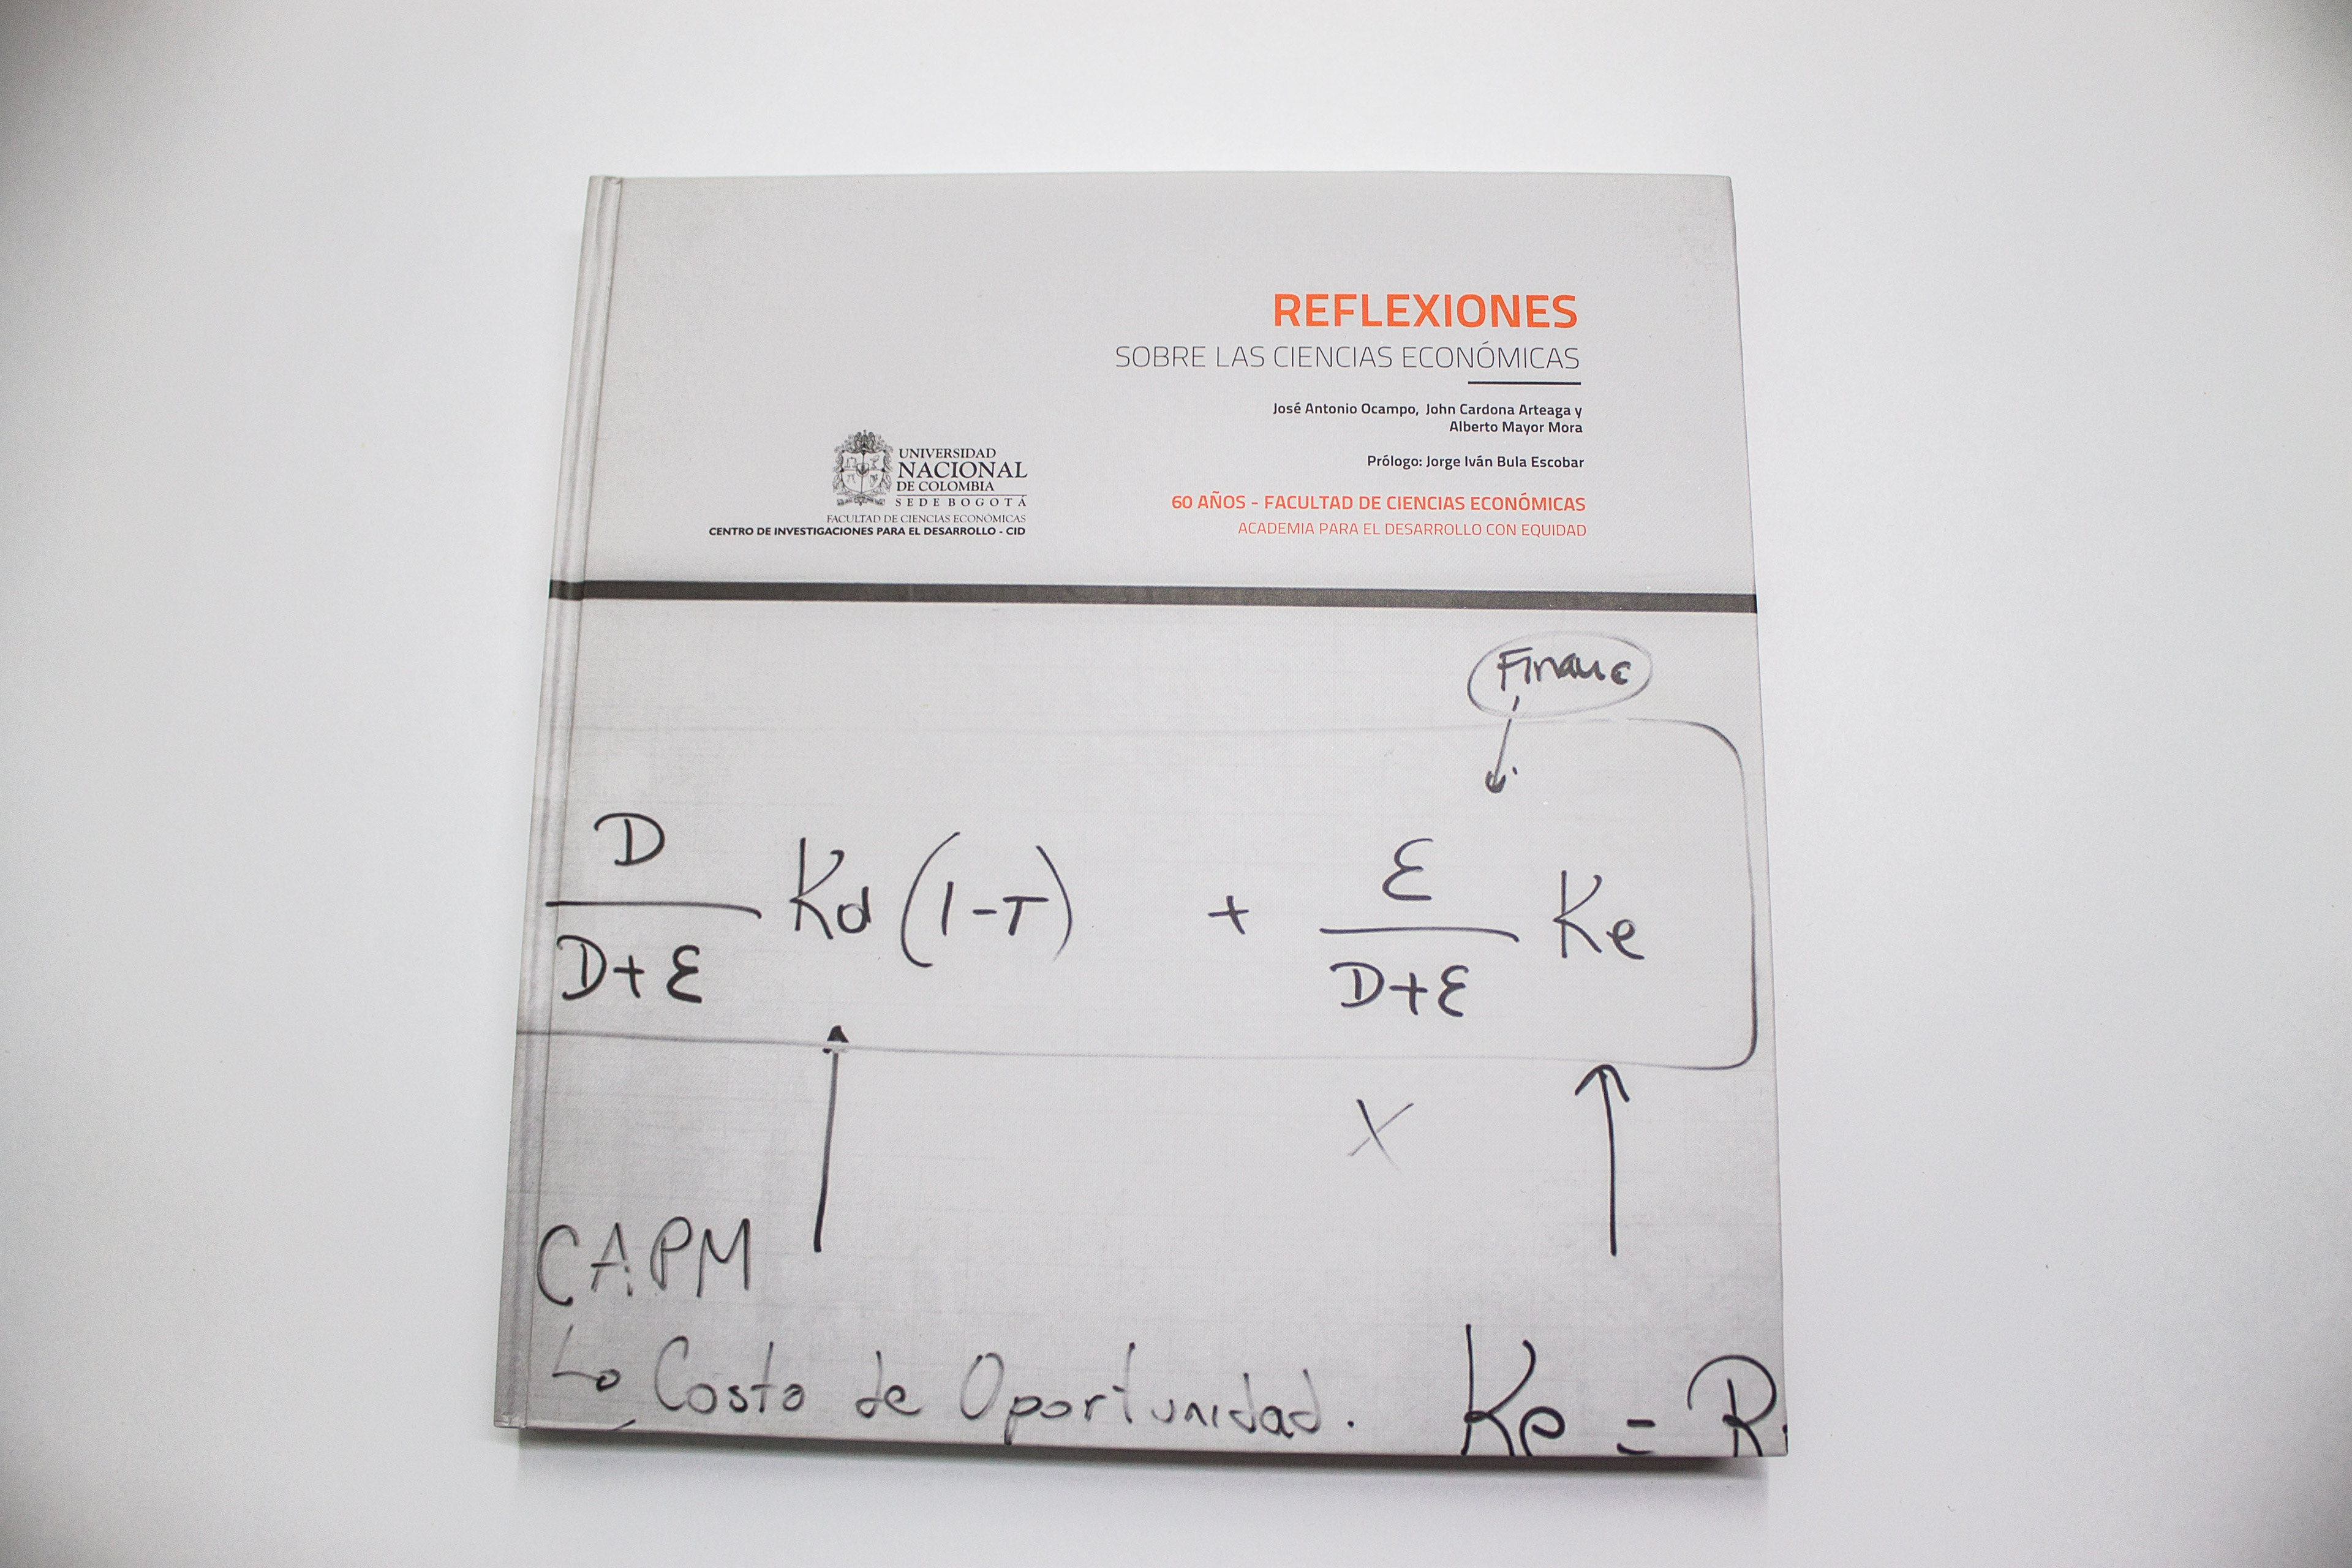 REFLEXIONES
SOBRE LAS CIENCIAS ECONÓMICAS
José Antonio Ocampo, John Cardona Arteaga y
Alberto Mayor Mora
Prólogo: Jorge Iván Bula Escobar
60 AÑOS - FACULTAD DE CIENCIAS ECONÓMICAS
ACADEMIA PARA EL DESARROLLO CON EQUIDAD
UNIVERSIDAD
NACIONAL
DE COLOMBIA
SEDE BOGOTÁ
FACULTAD DE CIENCIAS ECONÓMICAS
CENTRO DE INVESTIGACIONES PARA EL DESARROLLO - CID
Financ
D
D+E
Kd (1-T)
+
E
D+E
Ke
X
CAPM
Costo de Oportunidad.
Ke = R